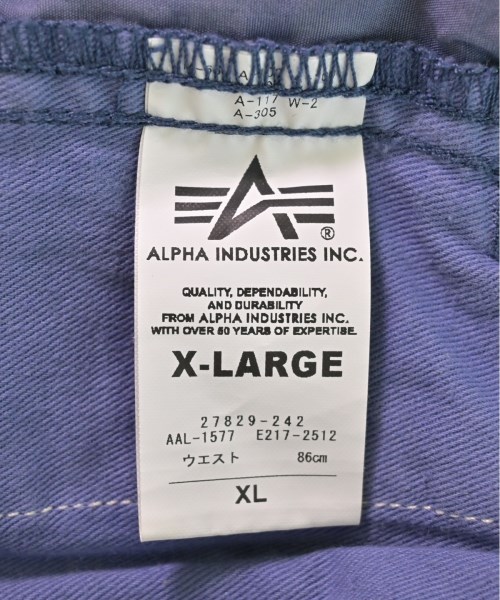 A-117 W-2
A-305
ALPHA INDUSTRIES INC.
QUALITY, DEPENDABILITY,
AND DURABILITY
FROM ALPHA INDUSTRIES INC.
WITH OVER 50 YEARS OF EXPERTISE.
X-LARGE
27829-242
AAL-1577 E217-2512
ウエスト 86cm
XL